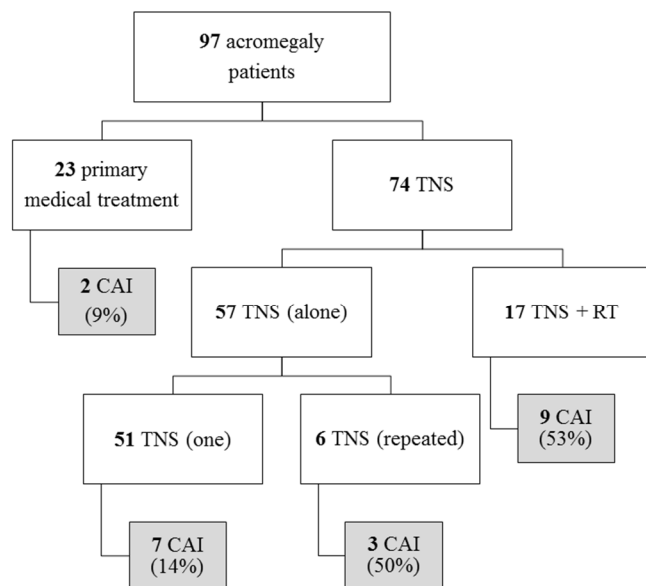 97 acromegaly
patients
23 primary
medical treatment
74 TNS
2 CAI
(9%)
57 TNS (alone)
17 TNS + RT
51 TNS (one)
6 TNS (repeated)
9 CAI
(53%)
7 CAI
(14%)
3 CAI
(50%)